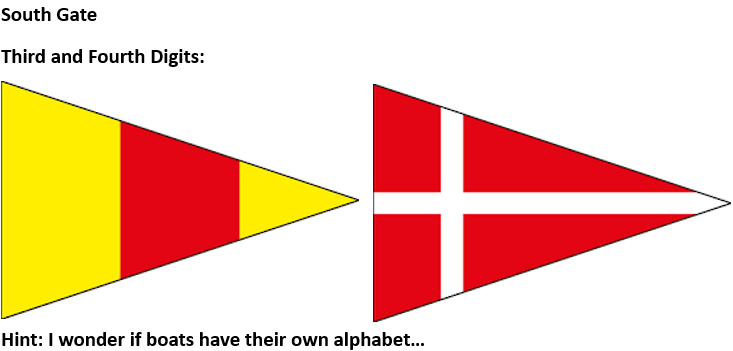 South Gate
Third and Fourth Digits:
Hint: I wonder if boats have their own alphabet...